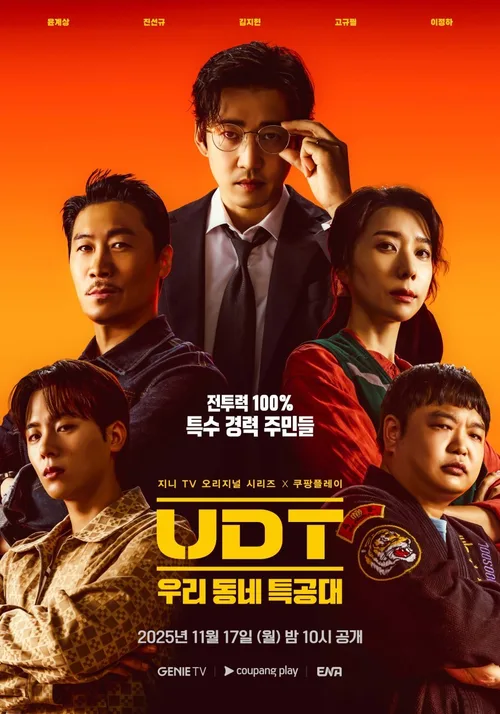 윤계상 진선규 김지현 고규필 이정하
전투력 100%
특수 경력 주민들
지니 TV 오리지널 시리즈 X 쿠팡플레이
UDT
우리 동네 특공대
2025년 11월 17일 (월) 밤 10시 공개
GENIE TV coupang play ENA